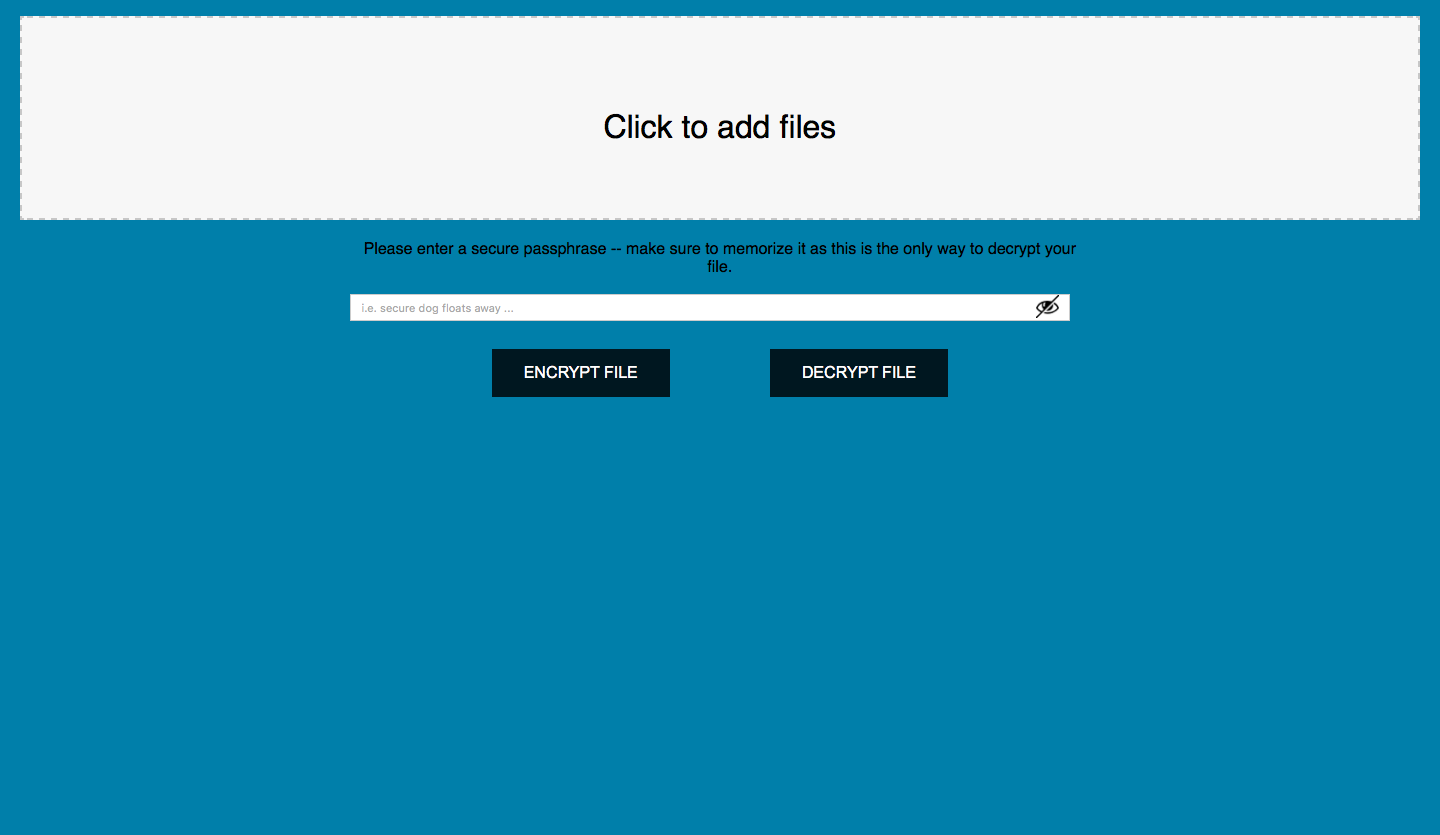 Click to add files
Please enter a secure passphrase -- make sure to memorize it as this is the only way to decrypt your
file.
i.e. secure dog floats away ...
ENCRYPT FILE
DECRYPT FILE